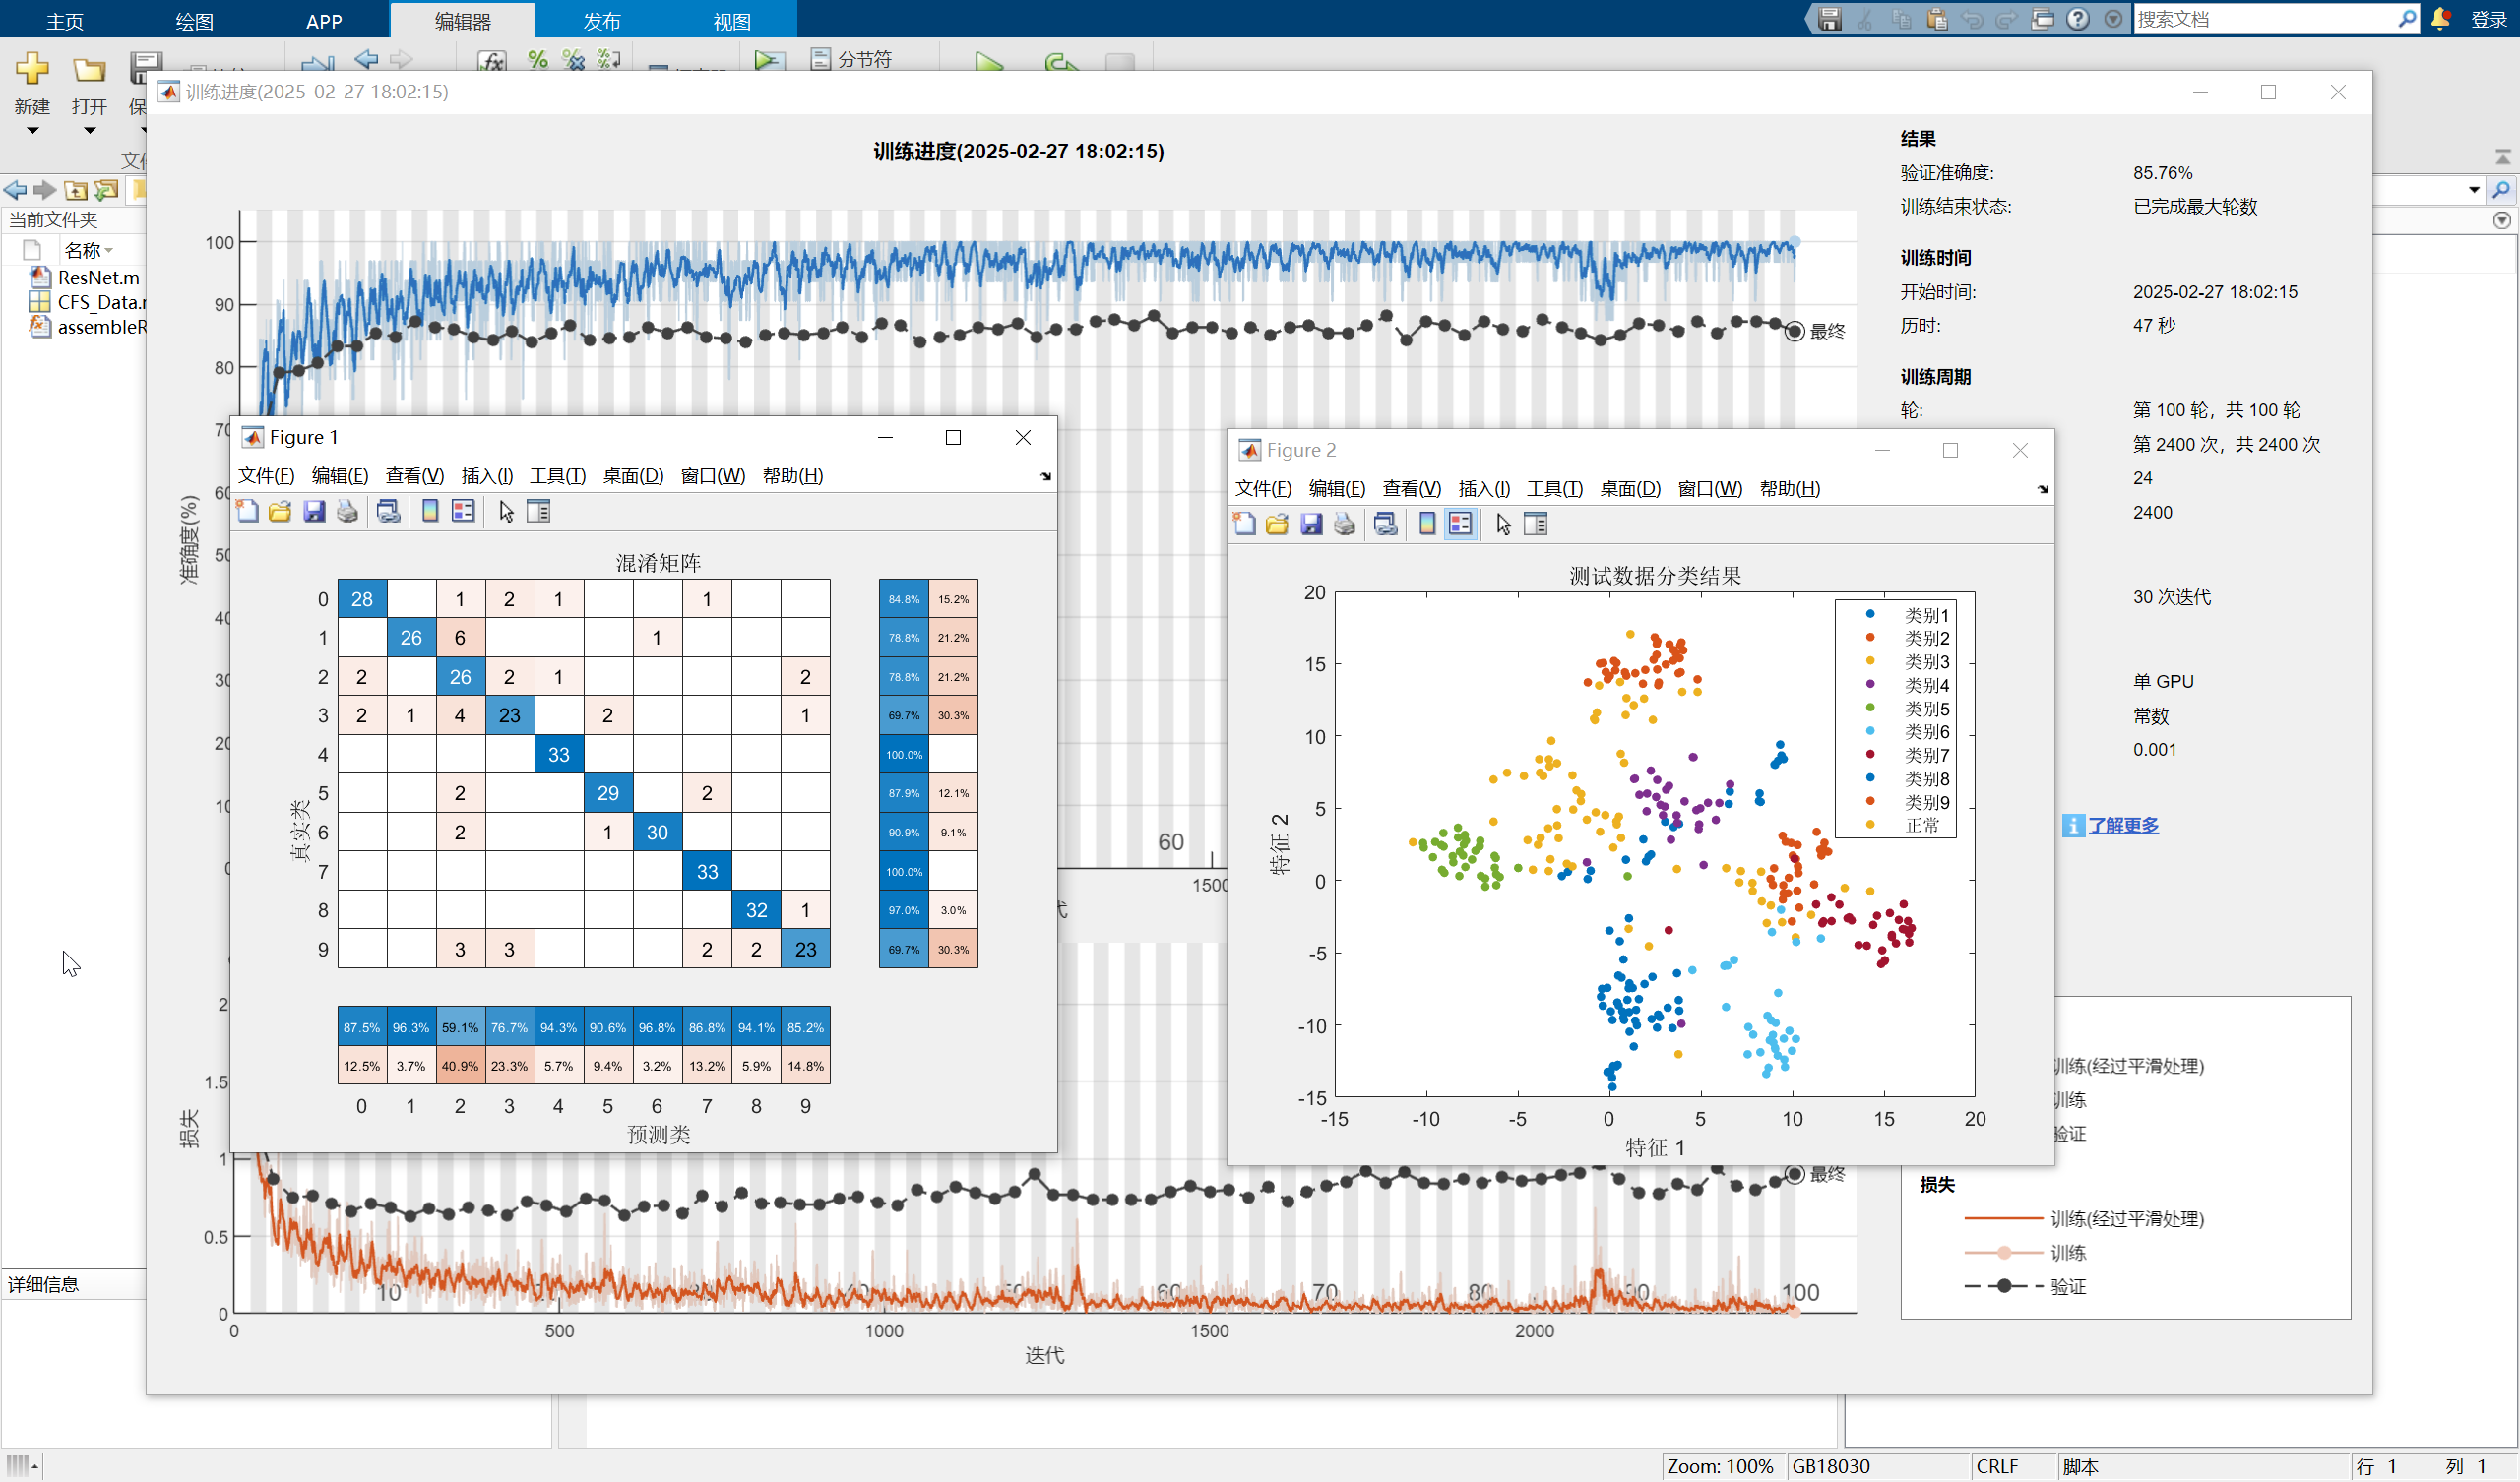 主页 绘图 APP 编辑器 发布 视图 搜索文档 登录
新建 打开 分节符
当前文件夹
名称
ResNet.m
CFS_Data.
详细信息
训练进度(2025-02-27 18:02:15)
训练进度(2025-02-27 18:02:15)
准确度(%)
100
90
80
最终
60
1500
损失
2
1.5
1
0.5
0
0 500 1000 1500 2000
10 70 100
迭代
最终
结果
验证准确度: 85.76%
训练结束状态: 已完成最大轮数
训练时间
开始时间: 2025-02-27 18:02:15
历时: 47 秒
训练周期
轮: 第 100 轮，共 100 轮
第 2400 次，共 2400 次
24
2400
30 次迭代
单 GPU
常数
0.001
了解更多
训练(经过平滑处理)
训练
验证
损失
训练(经过平滑处理)
训练
验证
Figure 1
文件(F) 编辑(E) 查看(V) 插入(I) 工具(T) 桌面(D) 窗口(W) 帮助(H)
混淆矩阵
真实类
0 28 1 2 1 1 84.8% 15.2%
1 26 6 1 78.8% 21.2%
2 2 26 2 1 2 78.8% 21.2%
3 2 1 4 23 2 1 69.7% 30.3%
4 33 100.0%
5 2 29 2 87.9% 12.1%
6 2 1 30 90.9% 9.1%
7 33 100.0%
8 32 1 97.0% 3.0%
9 3 3 2 2 23 69.7% 30.3%
87.5% 96.3% 59.1% 76.7% 94.3% 90.6% 96.8% 86.8% 94.1% 85.2%
12.5% 3.7% 40.9% 23.3% 5.7% 9.4% 3.2% 13.2% 5.9% 14.8%
0 1 2 3 4 5 6 7 8 9
预测类
Figure 2
文件(F) 编辑(E) 查看(V) 插入(I) 工具(T) 桌面(D) 窗口(W) 帮助(H)
测试数据分类结果
特征 2
20
15
10
5
0
-5
-10
-15
-15 -10 -5 0 5 10 15 20
特征 1
类别1
类别2
类别3
类别4
类别5
类别6
类别7
类别8
类别9
正常
Zoom: 100% GB18030 CRLF 脚本 行 1 列 1